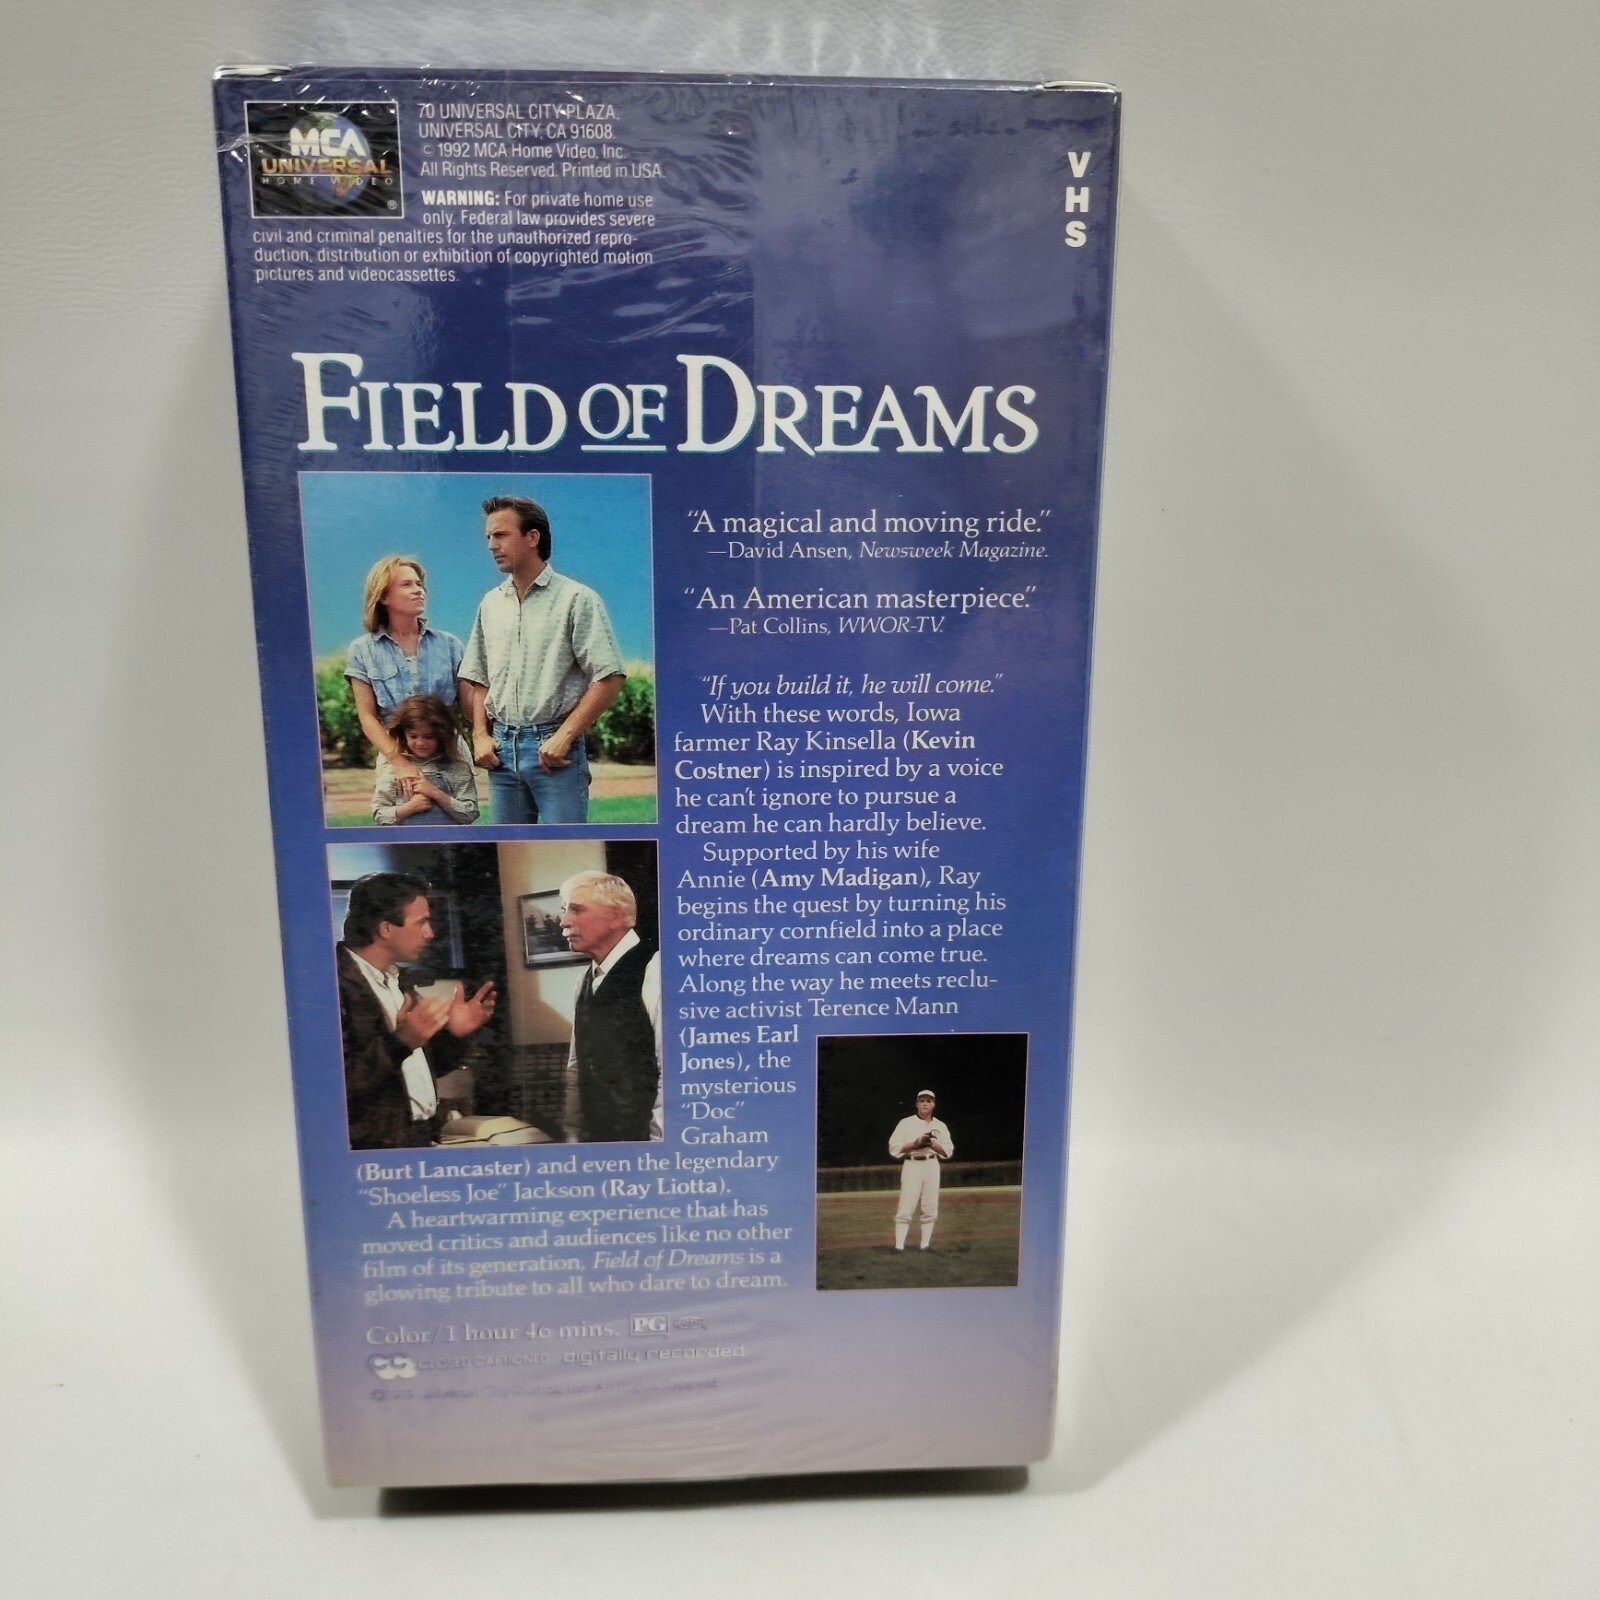 MCA
UNIVERSAL
HOME VIDEO
®
70 UNIVERSAL CITY PLAZA,
UNIVERSAL CITY, CA 91608.
© 1992 MCA Home Video, Inc.
All Rights Reserved. Printed in USA.
WARNING: For private home use
only. Federal law provides severe
civil and criminal penalties for the unauthorized repro-
duction, distribution or exhibition of copyrighted motion
pictures and videocassettes.
V
H
S
FIELD OF DREAMS
“A magical and moving ride.”
—David Ansen, Newsweek Magazine.
“An American masterpiece.”
—Pat Collins, WWOR-TV.
“If you build it, he will come.”
With these words, Iowa
farmer Ray Kinsella (Kevin
Costner) is inspired by a voice
he can't ignore to pursue a
dream he can hardly believe.
Supported by his wife
Annie (Amy Madigan), Ray
begins the quest by turning his
ordinary cornfield into a place
where dreams can come true.
Along the way he meets reclu-
sive activist Terence Mann
(James Earl
Jones), the
mysterious
“Doc”
Graham
(Burt Lancaster) and even the legendary
“Shoeless Joe” Jackson (Ray Liotta).
A heartwarming experience that has
moved critics and audiences like no other
film of its generation, Field of Dreams is a
glowing tribute to all who dare to dream.
Color/1 hour 46 mins. PG
CC CLOSED CAPTIONED digitally recorded
Universal City Studios, Inc. All Rights Reserved.